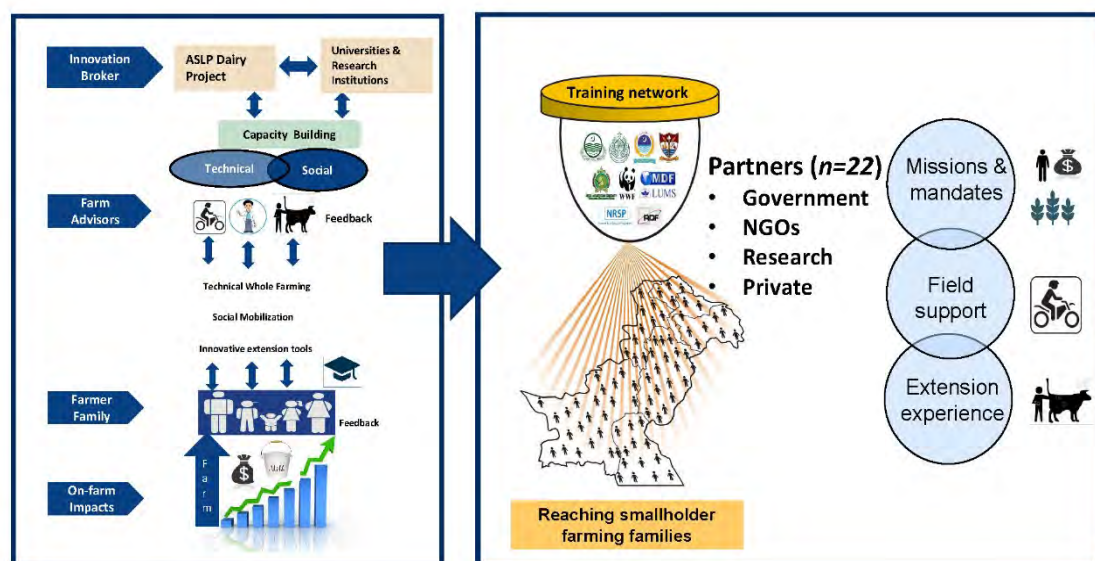 Innovation
Broker
ASLP Dairy
Project
Universities &
Research
Institutions
Capacity Building
Technical
Social
Farm
Advisors
Feedback
Technical Whole Farming
Social Mobilization
Innovative extension tools
Farmer
Family
Feedback
On-farm
Impacts
F
a
r
m
$
Milk
Training network
WWF
MDF
LUMS
NRSP
RDF
Partners (n=22)
• Government
• NGOs
• Research
• Private
Reaching smallholder
farming families
Missions &
mandates
$
Field
support
Extension
experience